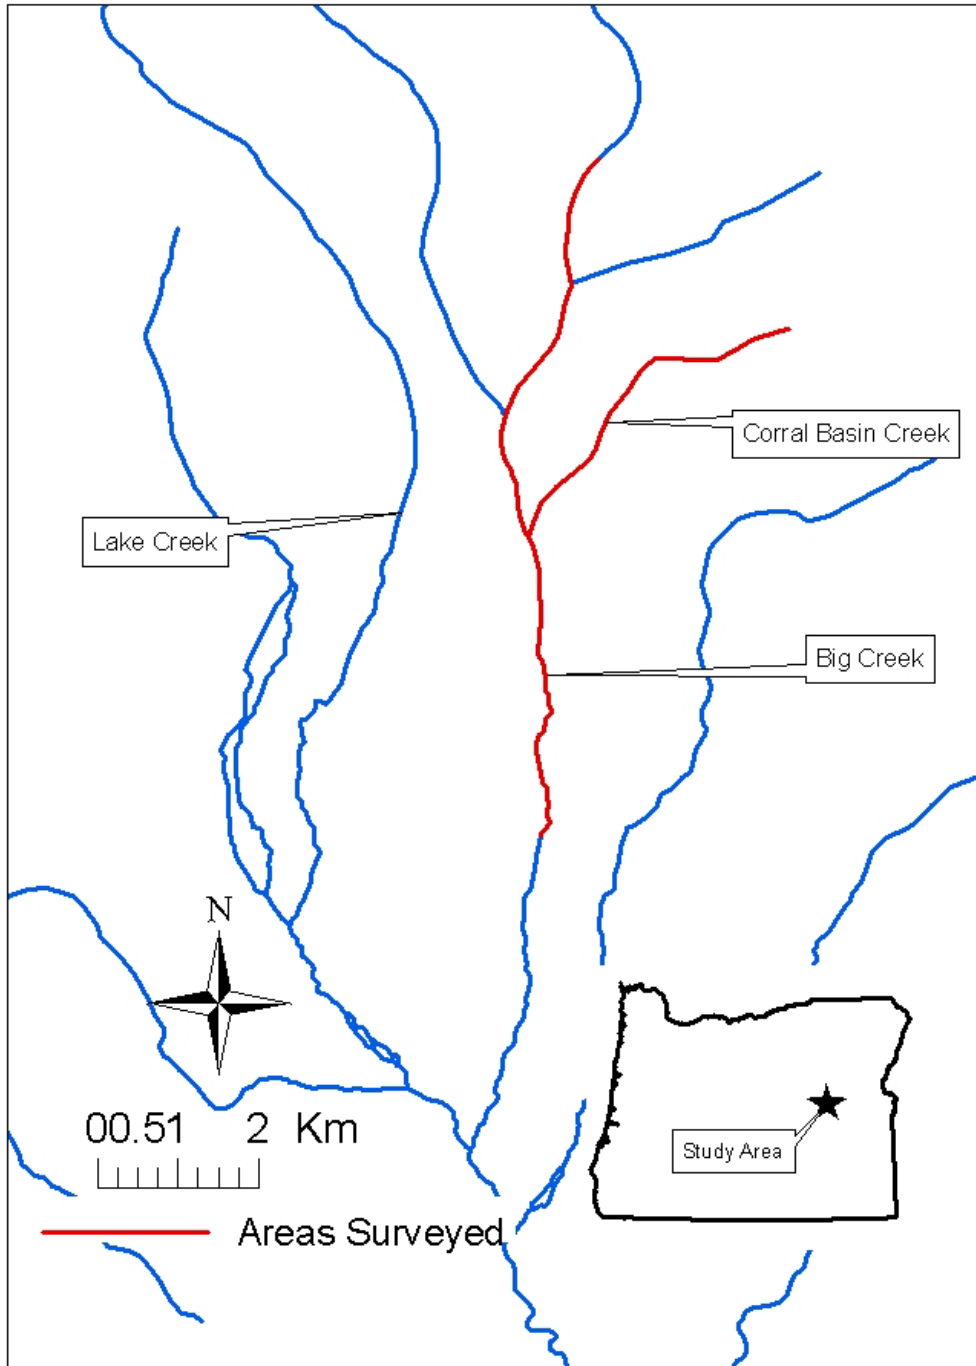 Corral Basin Creek
Lake Creek
Big Creek
N
00.51 2 Km
Study Area
Areas Surveyed